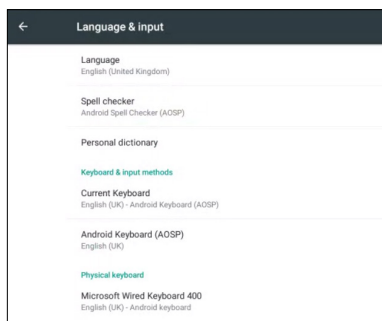 Language & input
Language
English (United Kingdom)
Spell checker
Android Spell Checker (AOSP)
Personal dictionary
Keyboard & input methods
Current Keyboard
English (UK) - Android Keyboard (AOSP)
Android Keyboard (AOSP)
English (UK)
Physical keyboard
Microsoft Wired Keyboard 400
English (UK) - Android keyboard